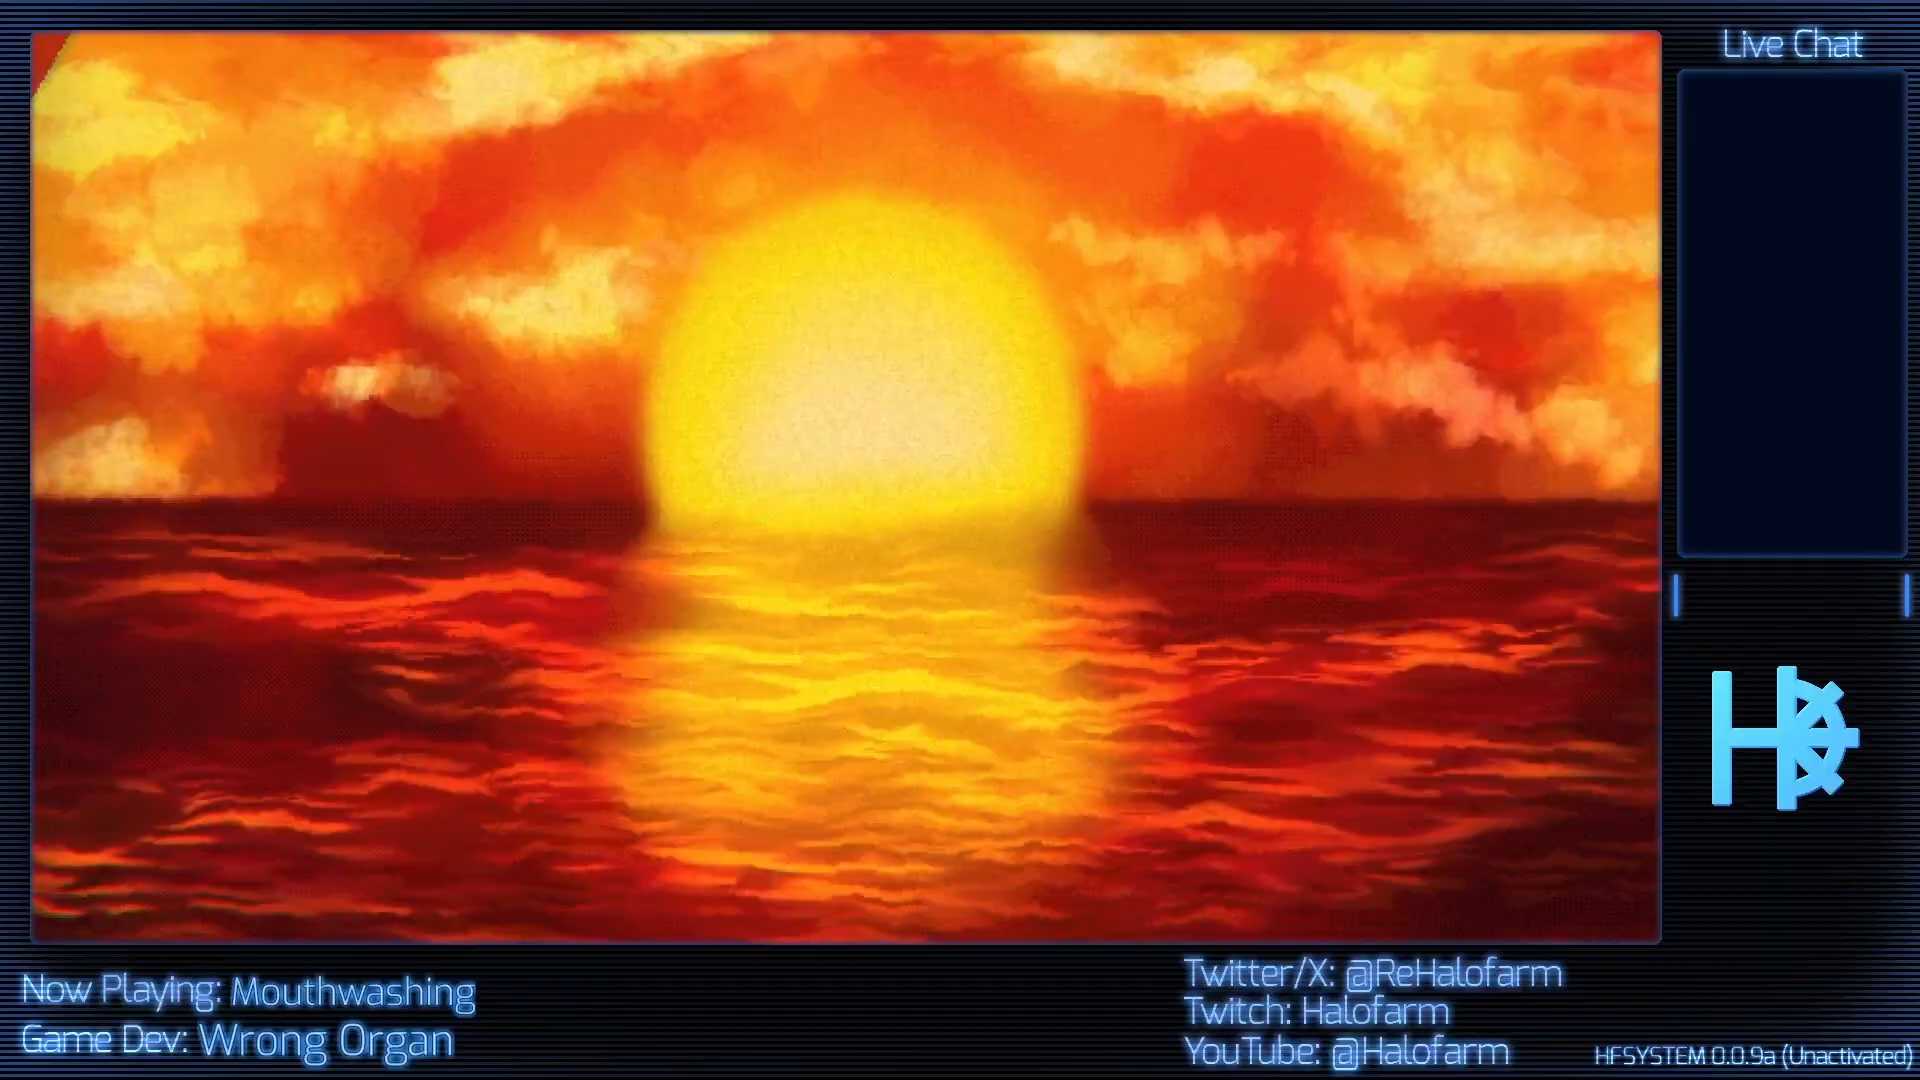 Live Chat
Now Playing: Mouthwashing
Game Dev: Wrong Organ
Twitter/X: @ReHalofarm
Twitch: Halofarm
YouTube: @Halofarm
HFSYSTEM 0.0.9a (Unactivated)